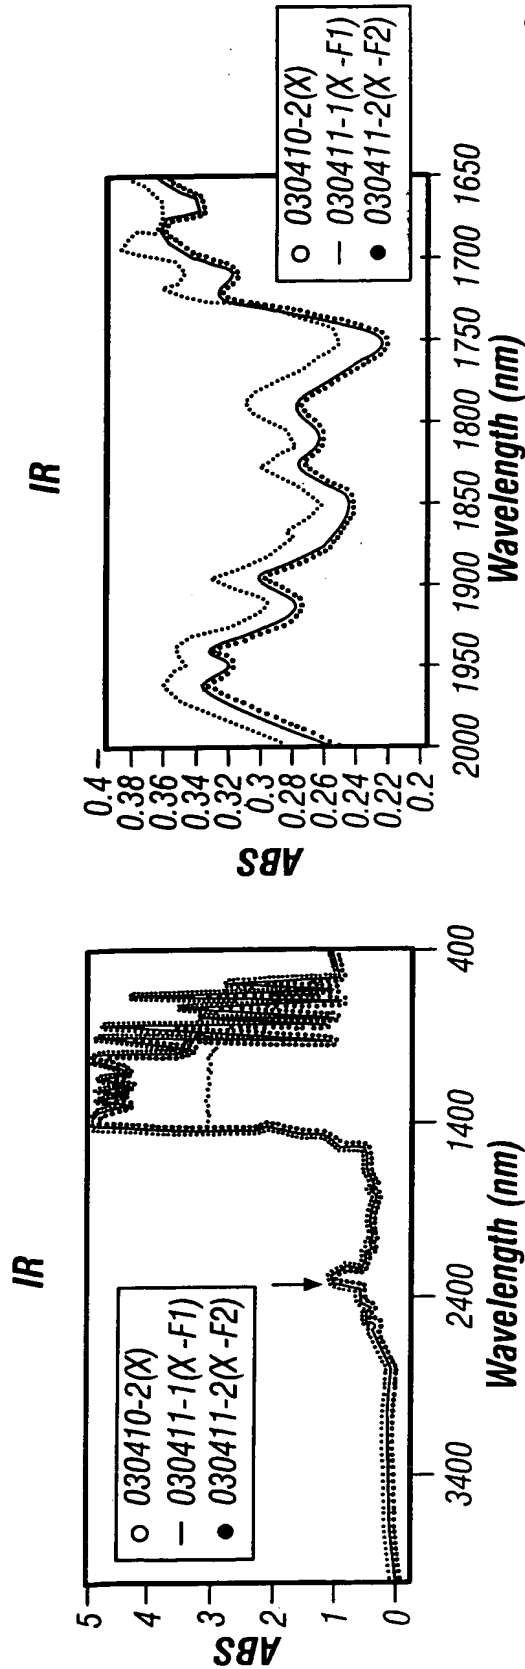 IR
5
4
3
2
1
0
ABS
○ 030410-2(X)
— 030411-1(X -F1)
● 030411-2(X -F2)
3400
2400
1400
400
Wavelength (nm)
IR
0.4
0.38
0.36
0.34
0.32
0.3
0.28
0.26
0.24
0.22
0.2
ABS
○ 030410-2(X)
— 030411-1(X -F1)
● 030411-2(X -F2)
2000
1950
1900
1850
1800
1750
1700
1650
Wavelength (nm)